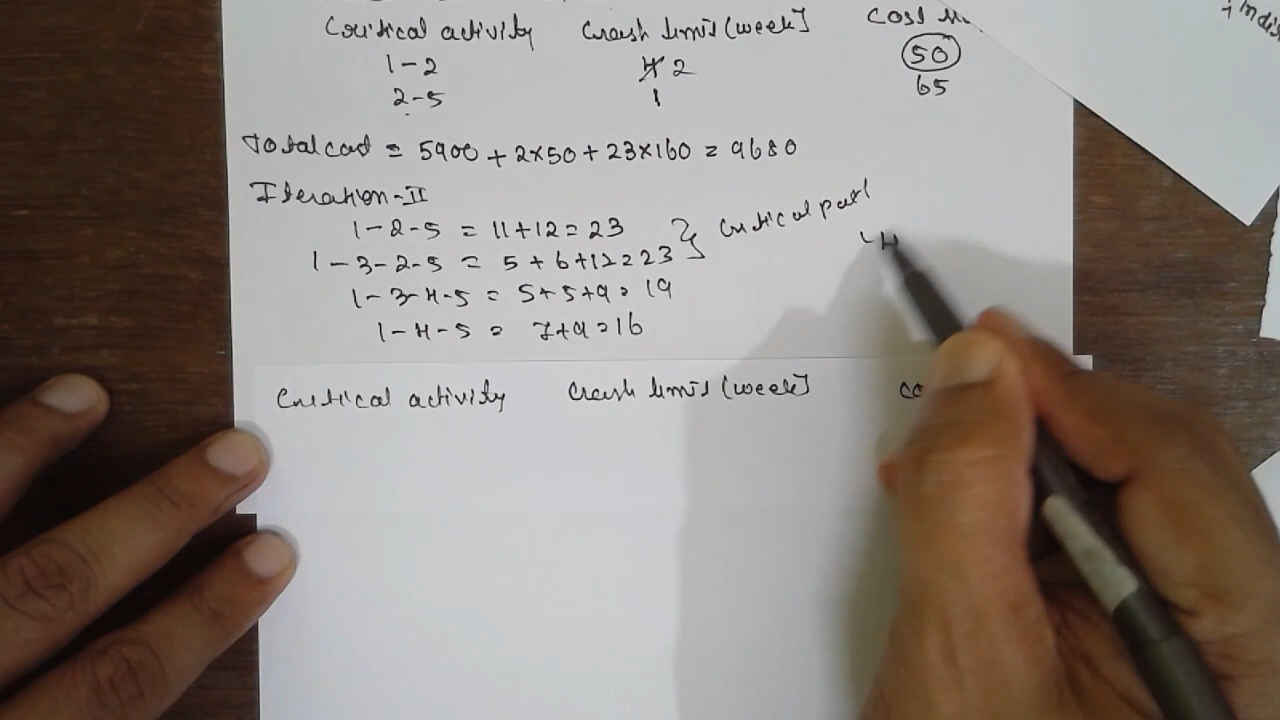 Critical activity Crash limit (week) Cost
1-2 4 2 50
2-5 1 65
Total cost = 5900 + 2×50 + 23×160 = 9680
Iteration-II
1-2-5 = 11+12=23
1-3-2-5 = 5+6+12=23 } Critical path
1-3-4-5 = 5+5+9=19
1-4-5 = 7+9=16
Critical activity Crash limit (week) co